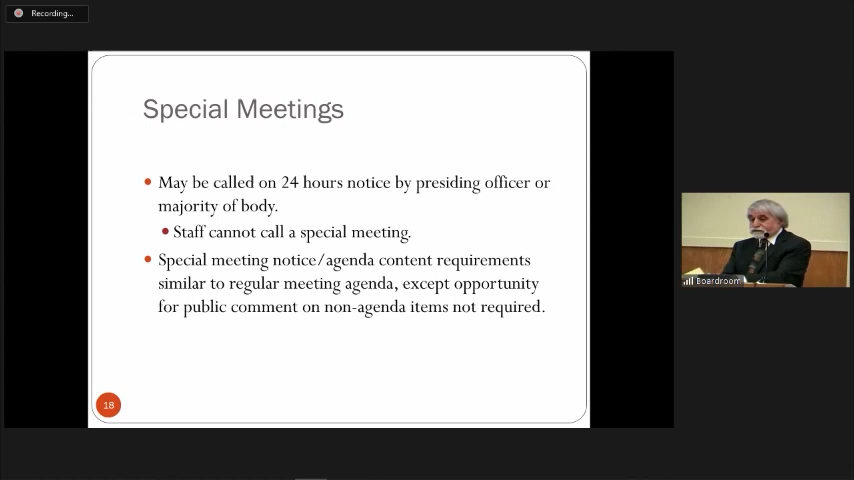 Recording...
Special Meetings
May be called on 24 hours notice by presiding officer or
majority of body.
Staff cannot call a special meeting.
Special meeting notice/agenda content requirements
similar to regular meeting agenda, except opportunity
for public comment on non-agenda items not required.
18
Boardroom